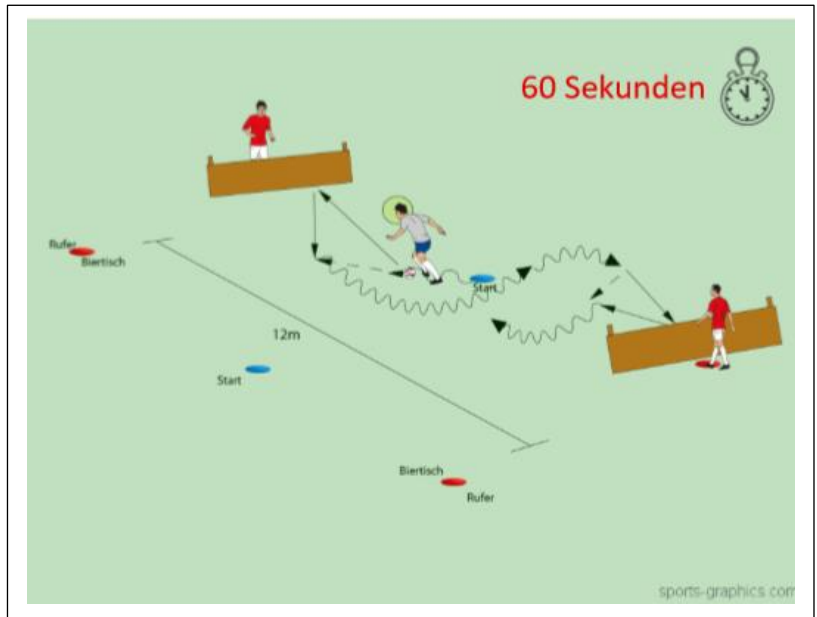 60 Sekunden
Rufer
Biertisch
Start
12m
Start
Biertisch
Rufer
sports-graphics.com